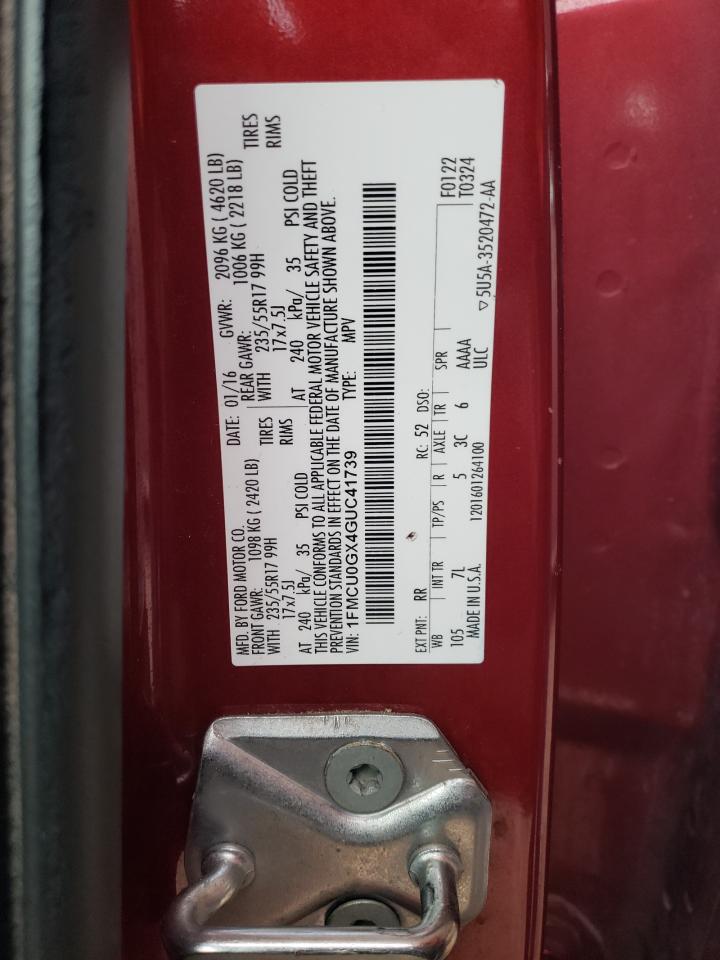 MFD. BY FORD MOTOR CO. DATE: 01/16 GVWR: 2096 KG ( 4620 LB)
FRONT GAWR: 1098 KG ( 2420 LB) REAR GAWR: 1006 KG ( 2218 LB)
WITH 235/55R17 99H TIRES WITH 235/55R17 99H TIRES
17x7.5J RIMS 17x7.5J RIMS
AT 240 kPa/ 35 PSI COLD AT 240 kPa/ 35 PSI COLD
THIS VEHICLE CONFORMS TO ALL APPLICABLE FEDERAL MOTOR VEHICLE SAFETY AND THEFT
PREVENTION STANDARDS IN EFFECT ON THE DATE OF MANUFACTURE SHOWN ABOVE.
VIN: 1FMCU0GX4GUC41739 TYPE: MPV
EXT PNT: RR RC: 52 DSO: F0122
WB INT TR TP/PS R AXLE TR SPR T0324
105 7L 5 3C 6 AAAA
MADE IN U.S.A. 1201601264100 ULC ▽5U5A-3520472-AA